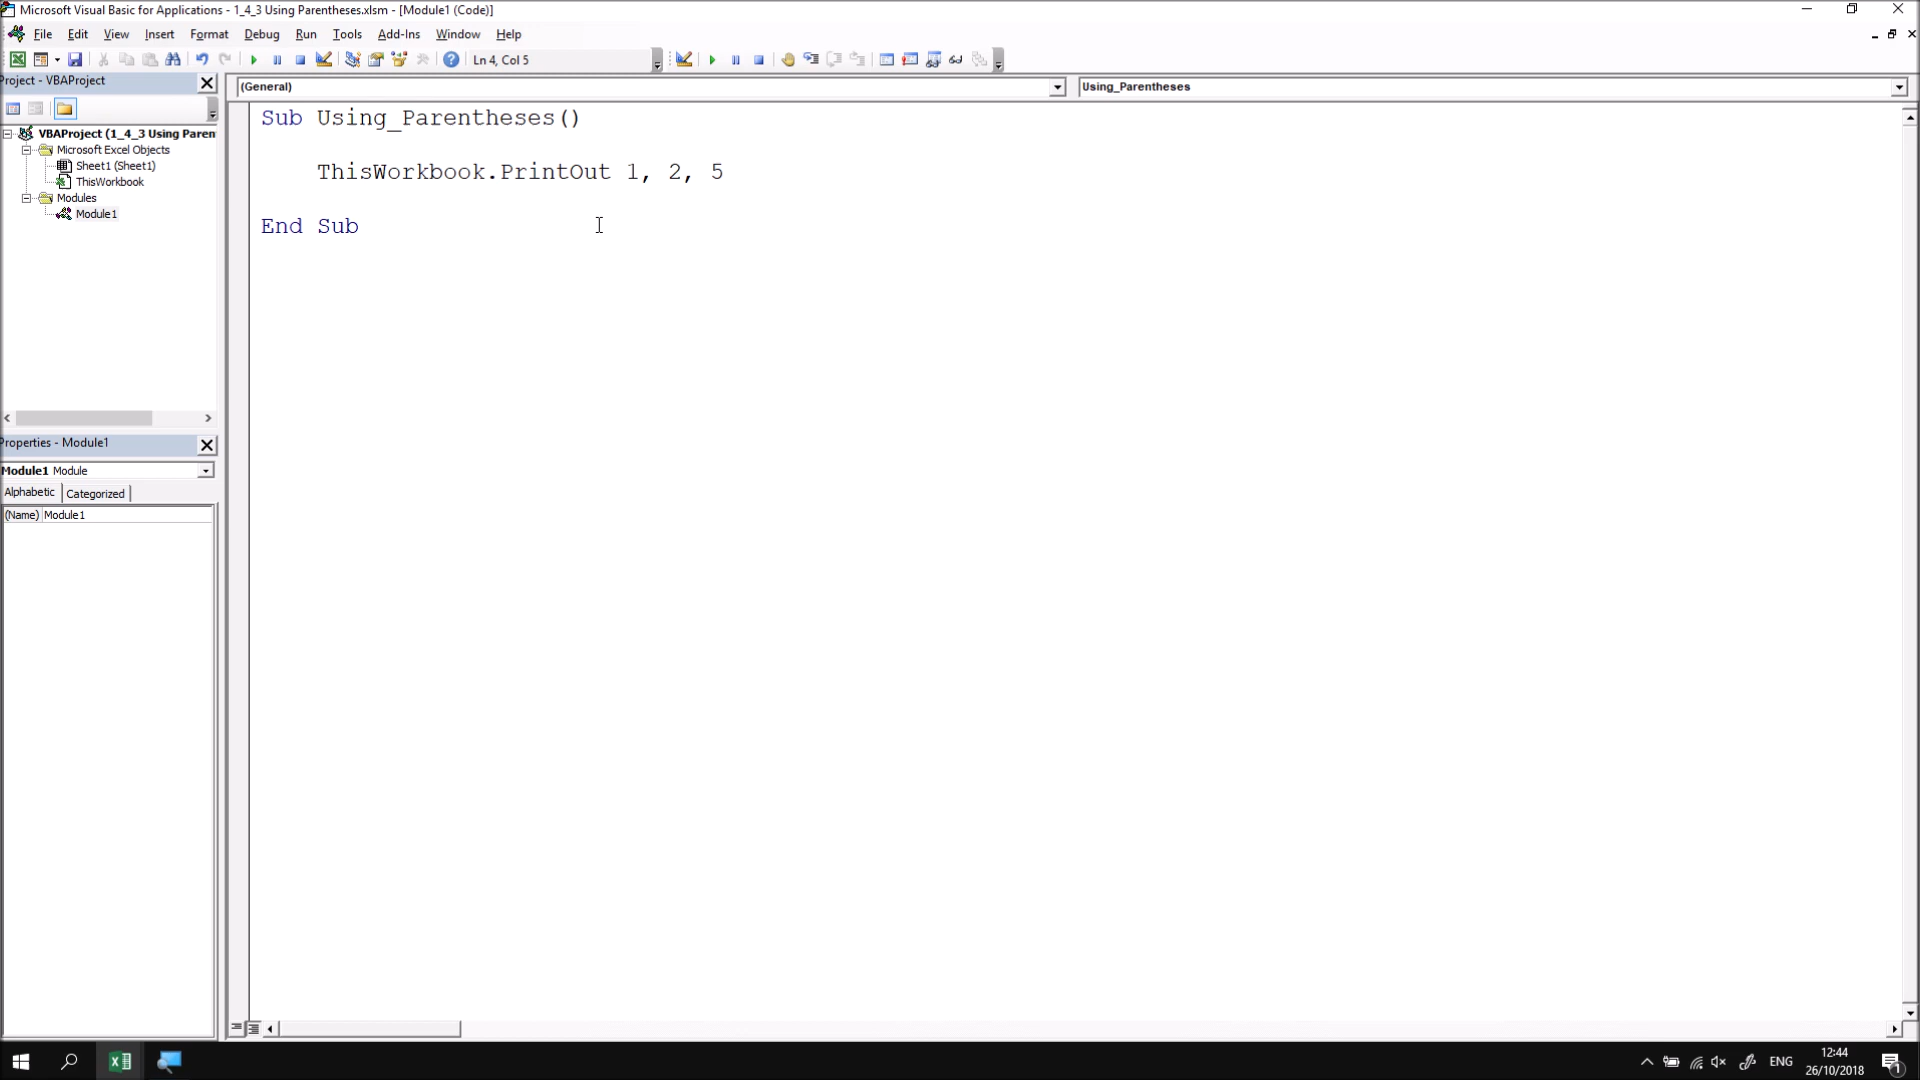 Microsoft Visual Basic for Applications - 1_4_3 Using Parentheses.xlsm - [Module1 (Code)]
File Edit View Insert Format Debug Run Tools Add-Ins Window Help
Ln 4, Col 5
Project - VBAProject
(General)
Using_Parentheses
VBAProject (1_4_3 Using Paren
Microsoft Excel Objects
Sheet1 (Sheet1)
ThisWorkbook
Modules
Module1
Sub Using_Parentheses()
ThisWorkbook.PrintOut 1, 2, 5
End Sub
Properties - Module1
Module1 Module
Alphabetic Categorized
(Name) Module1
ENG
12:44
26/10/2018
1